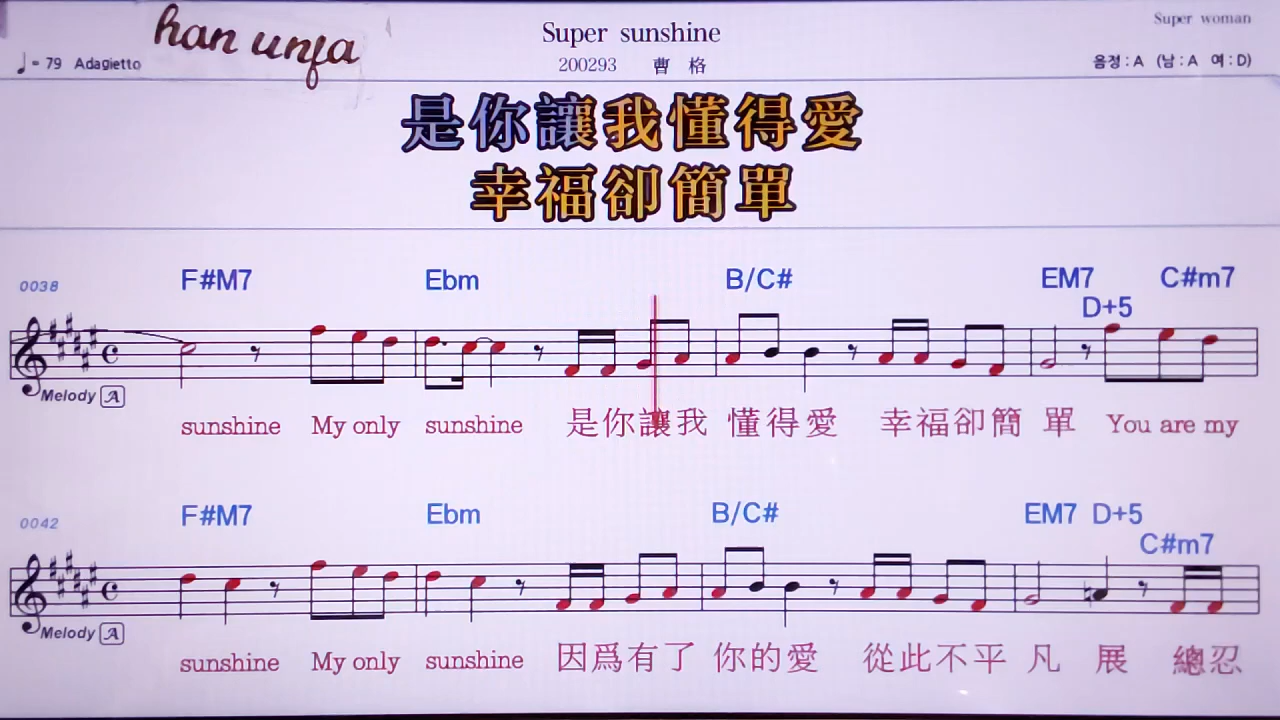 han unfa
Super sunshine
Super woman
♩= 79 Adagietto
200293 曹 格
음정 : A (남 : A 여 : D)
是你讓我懂得愛
幸福卻簡單
0038 F#M7 Ebm B/C# EM7 D+5 C#m7
Melody A
sunshine My only sunshine 是你讓我 懂得愛 幸福卻簡 單 You are my
0042 F#M7 Ebm B/C# EM7 D+5 C#m7
Melody A
sunshine My only sunshine 因爲有了 你的愛 從此不平 凡 展 總忍